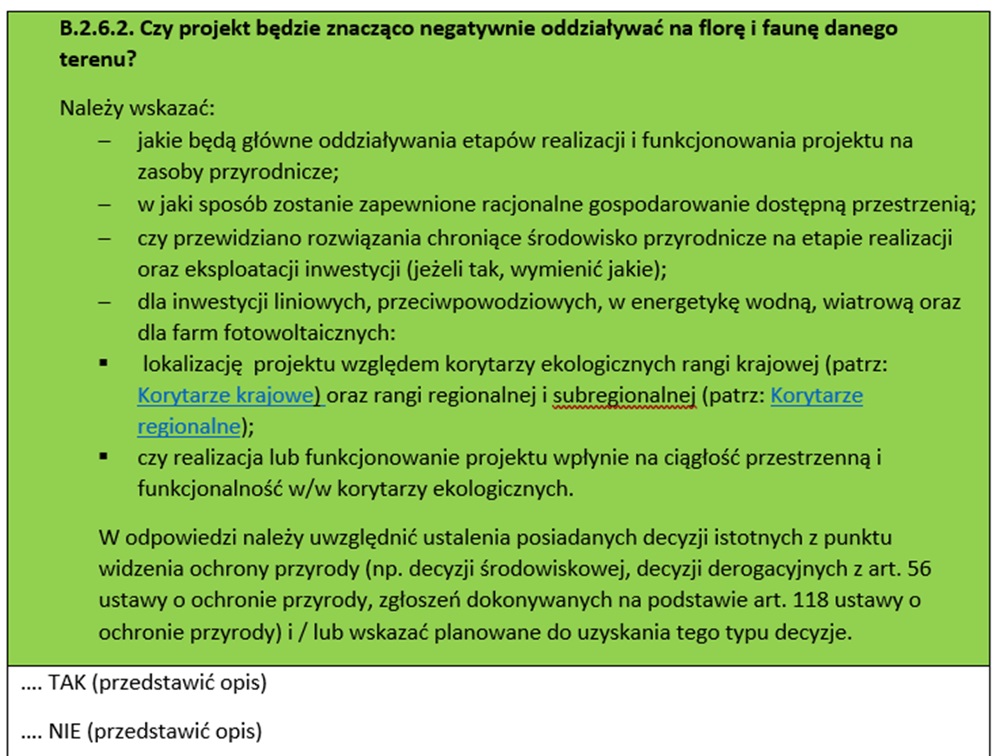 B.2.6.2. Czy projekt będzie znacząco negatywnie oddziaływać na florę i faunę danego
terenu?
Należy wskazać:
– jakie będą główne oddziaływania etapów realizacji i funkcjonowania projektu na
zasoby przyrodnicze;
– w jaki sposób zostanie zapewnione racjonalne gospodarowanie dostępną przestrzenią;
– czy przewidziano rozwiązania chroniące środowisko przyrodnicze na etapie realizacji
oraz eksploatacji inwestycji (jeżeli tak, wymienić jakie);
– dla inwestycji liniowych, przeciwpowodziowych, w energetykę wodną, wiatrową oraz
dla farm fotowoltaicznych:
▪ lokalizację projektu względem korytarzy ekologicznych rangi krajowej (patrz:
Korytarze krajowe) oraz rangi regionalnej i subregionalnej (patrz: Korytarze
regionalne);
▪ czy realizacja lub funkcjonowanie projektu wpłynie na ciągłość przestrzenną i
funkcjonalność w/w korytarzy ekologicznych.
W odpowiedzi należy uwzględnić ustalenia posiadanych decyzji istotnych z punktu
widzenia ochrony przyrody (np. decyzji środowiskowej, decyzji derogacyjnych z art. 56
ustawy o ochronie przyrody, zgłoszeń dokonywanych na podstawie art. 118 ustawy o
ochronie przyrody) i / lub wskazać planowane do uzyskania tego typu decyzje.
.... TAK (przedstawić opis)
.... NIE (przedstawić opis)